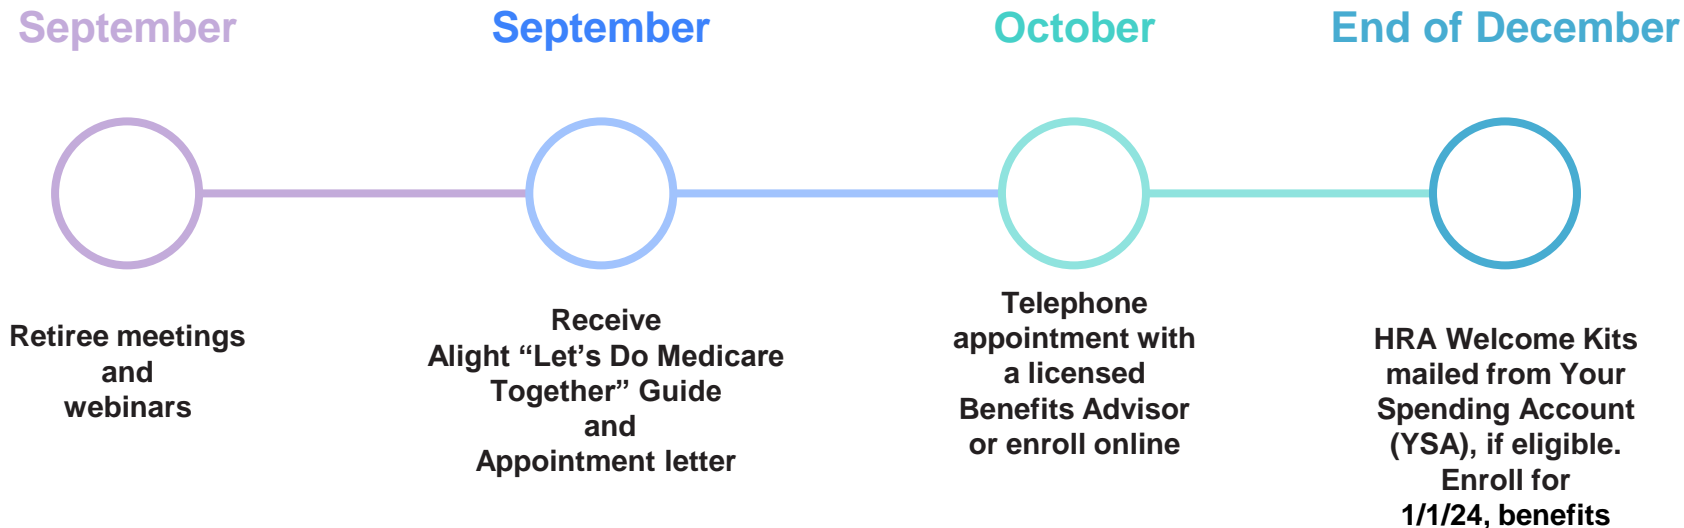 September
Retiree meetings
and
webinars
September
Receive
Alight “Let’s Do Medicare
Together” Guide
and
Appointment letter
October
Telephone
appointment with
a licensed
Benefits Advisor
or enroll online
End of December
HRA Welcome Kits
mailed from Your
Spending Account
(YSA), if eligible.
Enroll for
1/1/24, benefits